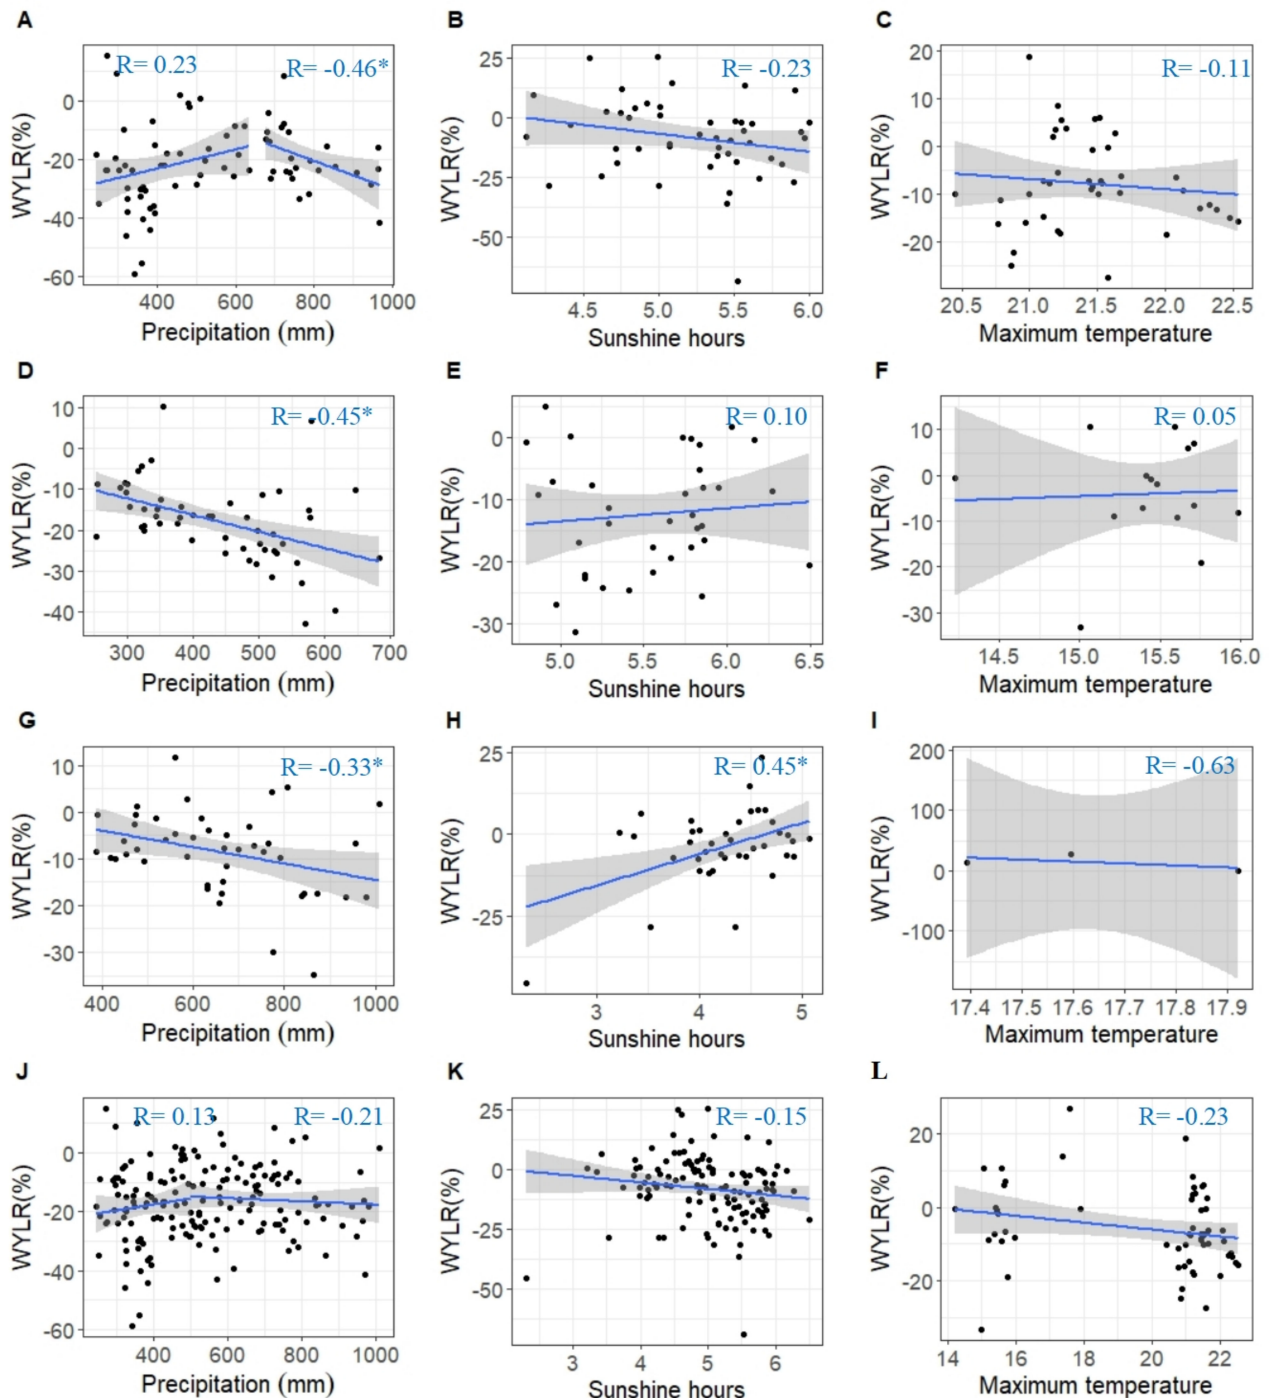 A
R= 0.23
R= -0.46*
WYLR(%)
0
-20
-40
-60
400
600
800
1000
Precipitation (mm)
B
R= -0.23
WYLR(%)
25
0
-25
-50
4.5
5.0
5.5
6.0
Sunshine hours
C
R= -0.11
WYLR(%)
20
10
0
-10
-20
20.5
21.0
21.5
22.0
22.5
Maximum temperature
D
R= -0.45*
WYLR(%)
10
0
-10
-20
-30
-40
300
400
500
600
700
Precipitation (mm)
E
R= 0.10
WYLR(%)
0
-10
-20
-30
5.0
5.5
6.0
6.5
Sunshine hours
F
R= 0.05
WYLR(%)
10
0
-10
-20
-30
14.5
15.0
15.5
16.0
Maximum temperature
G
R= -0.33*
WYLR(%)
10
0
-10
-20
-30
400
600
800
1000
Precipitation (mm)
H
R= 0.45*
WYLR(%)
25
0
-25
3
4
5
Sunshine hours
I
R= -0.63
WYLR(%)
200
100
0
-100
17.4
17.5
17.6
17.7
17.8
17.9
Maximum temperature
J
R= 0.13
R= -0.21
WYLR(%)
0
-20
-40
-60
400
600
800
1000
Precipitation (mm)
K
R= -0.15
WYLR(%)
25
0
-25
-50
3
4
5
6
Sunshine hours
L
R= -0.23
WYLR(%)
20
0
-20
14
16
18
20
22
Maximum temperature